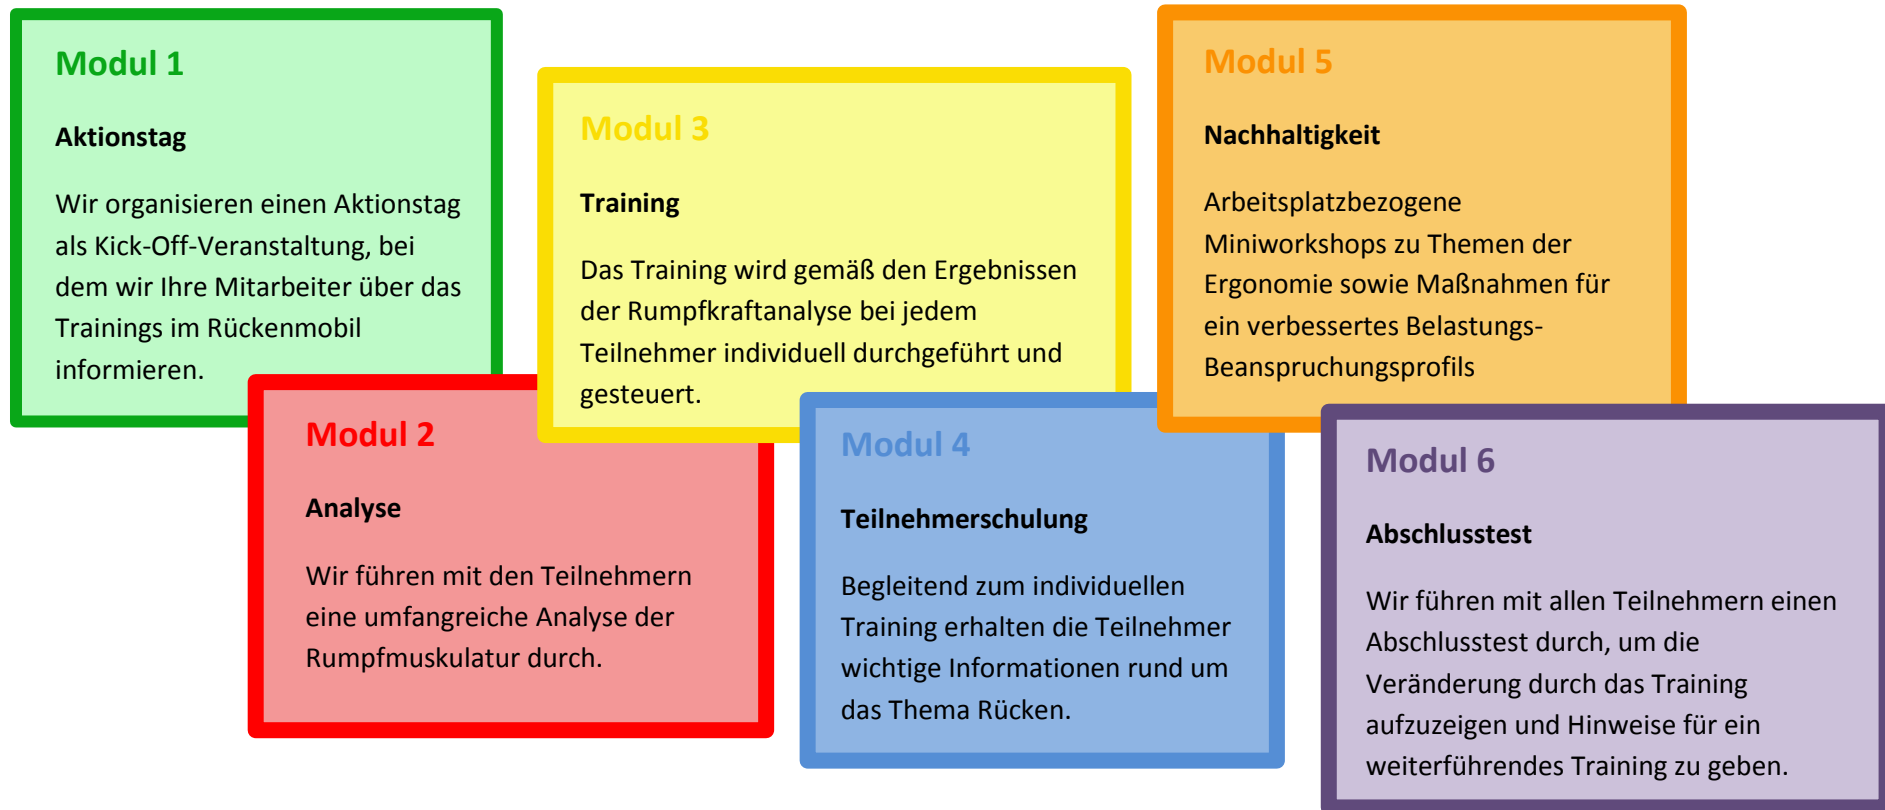 Modul 1
Aktionstag
Wir organisieren einen Aktionstag
als Kick-Off-Veranstaltung, bei
dem wir Ihre Mitarbeiter über das
Trainings im Rückenmobil
informieren.
Modul 2
Analyse
Wir führen mit den Teilnehmern
eine umfangreiche Analyse der
Rumpfmuskulatur durch.
Modul 3
Training
Das Training wird gemäß den Ergebnissen
der Rumpfkraftanalyse bei jedem
Teilnehmer individuell durchgeführt und
gesteuert.
Modul 4
Teilnehmerschulung
Begleitend zum individuellen
Training erhalten die Teilnehmer
wichtige Informationen rund um
das Thema Rücken.
Modul 5
Nachhaltigkeit
Arbeitsplatzbezogene
Miniworkshops zu Themen der
Ergonomie sowie Maßnahmen für
ein verbessertes Belastungs-
Beanspruchungsprofils
Modul 6
Abschlusstest
Wir führen mit allen Teilnehmern einen
Abschlusstest durch, um die
Veränderung durch das Training
aufzuzeigen und Hinweise für ein
weiterführendes Training zu geben.